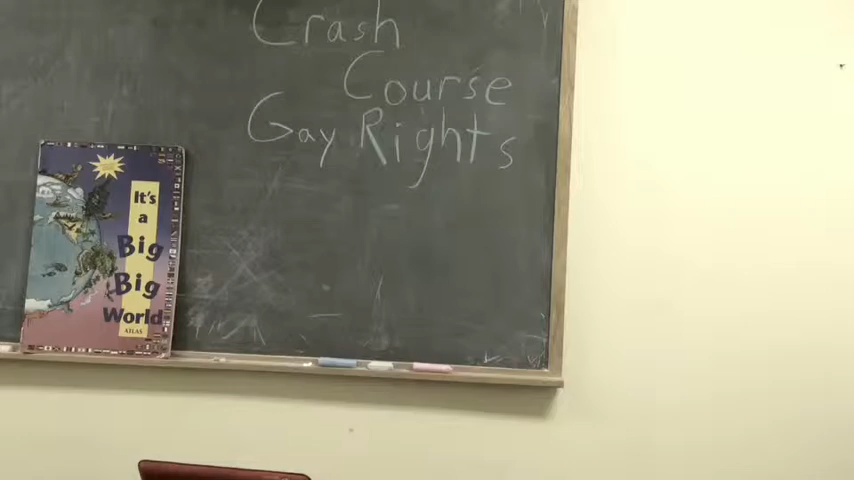 Crash
Course
Gay Rights
It's
a
Big
Big
World
ATLAS